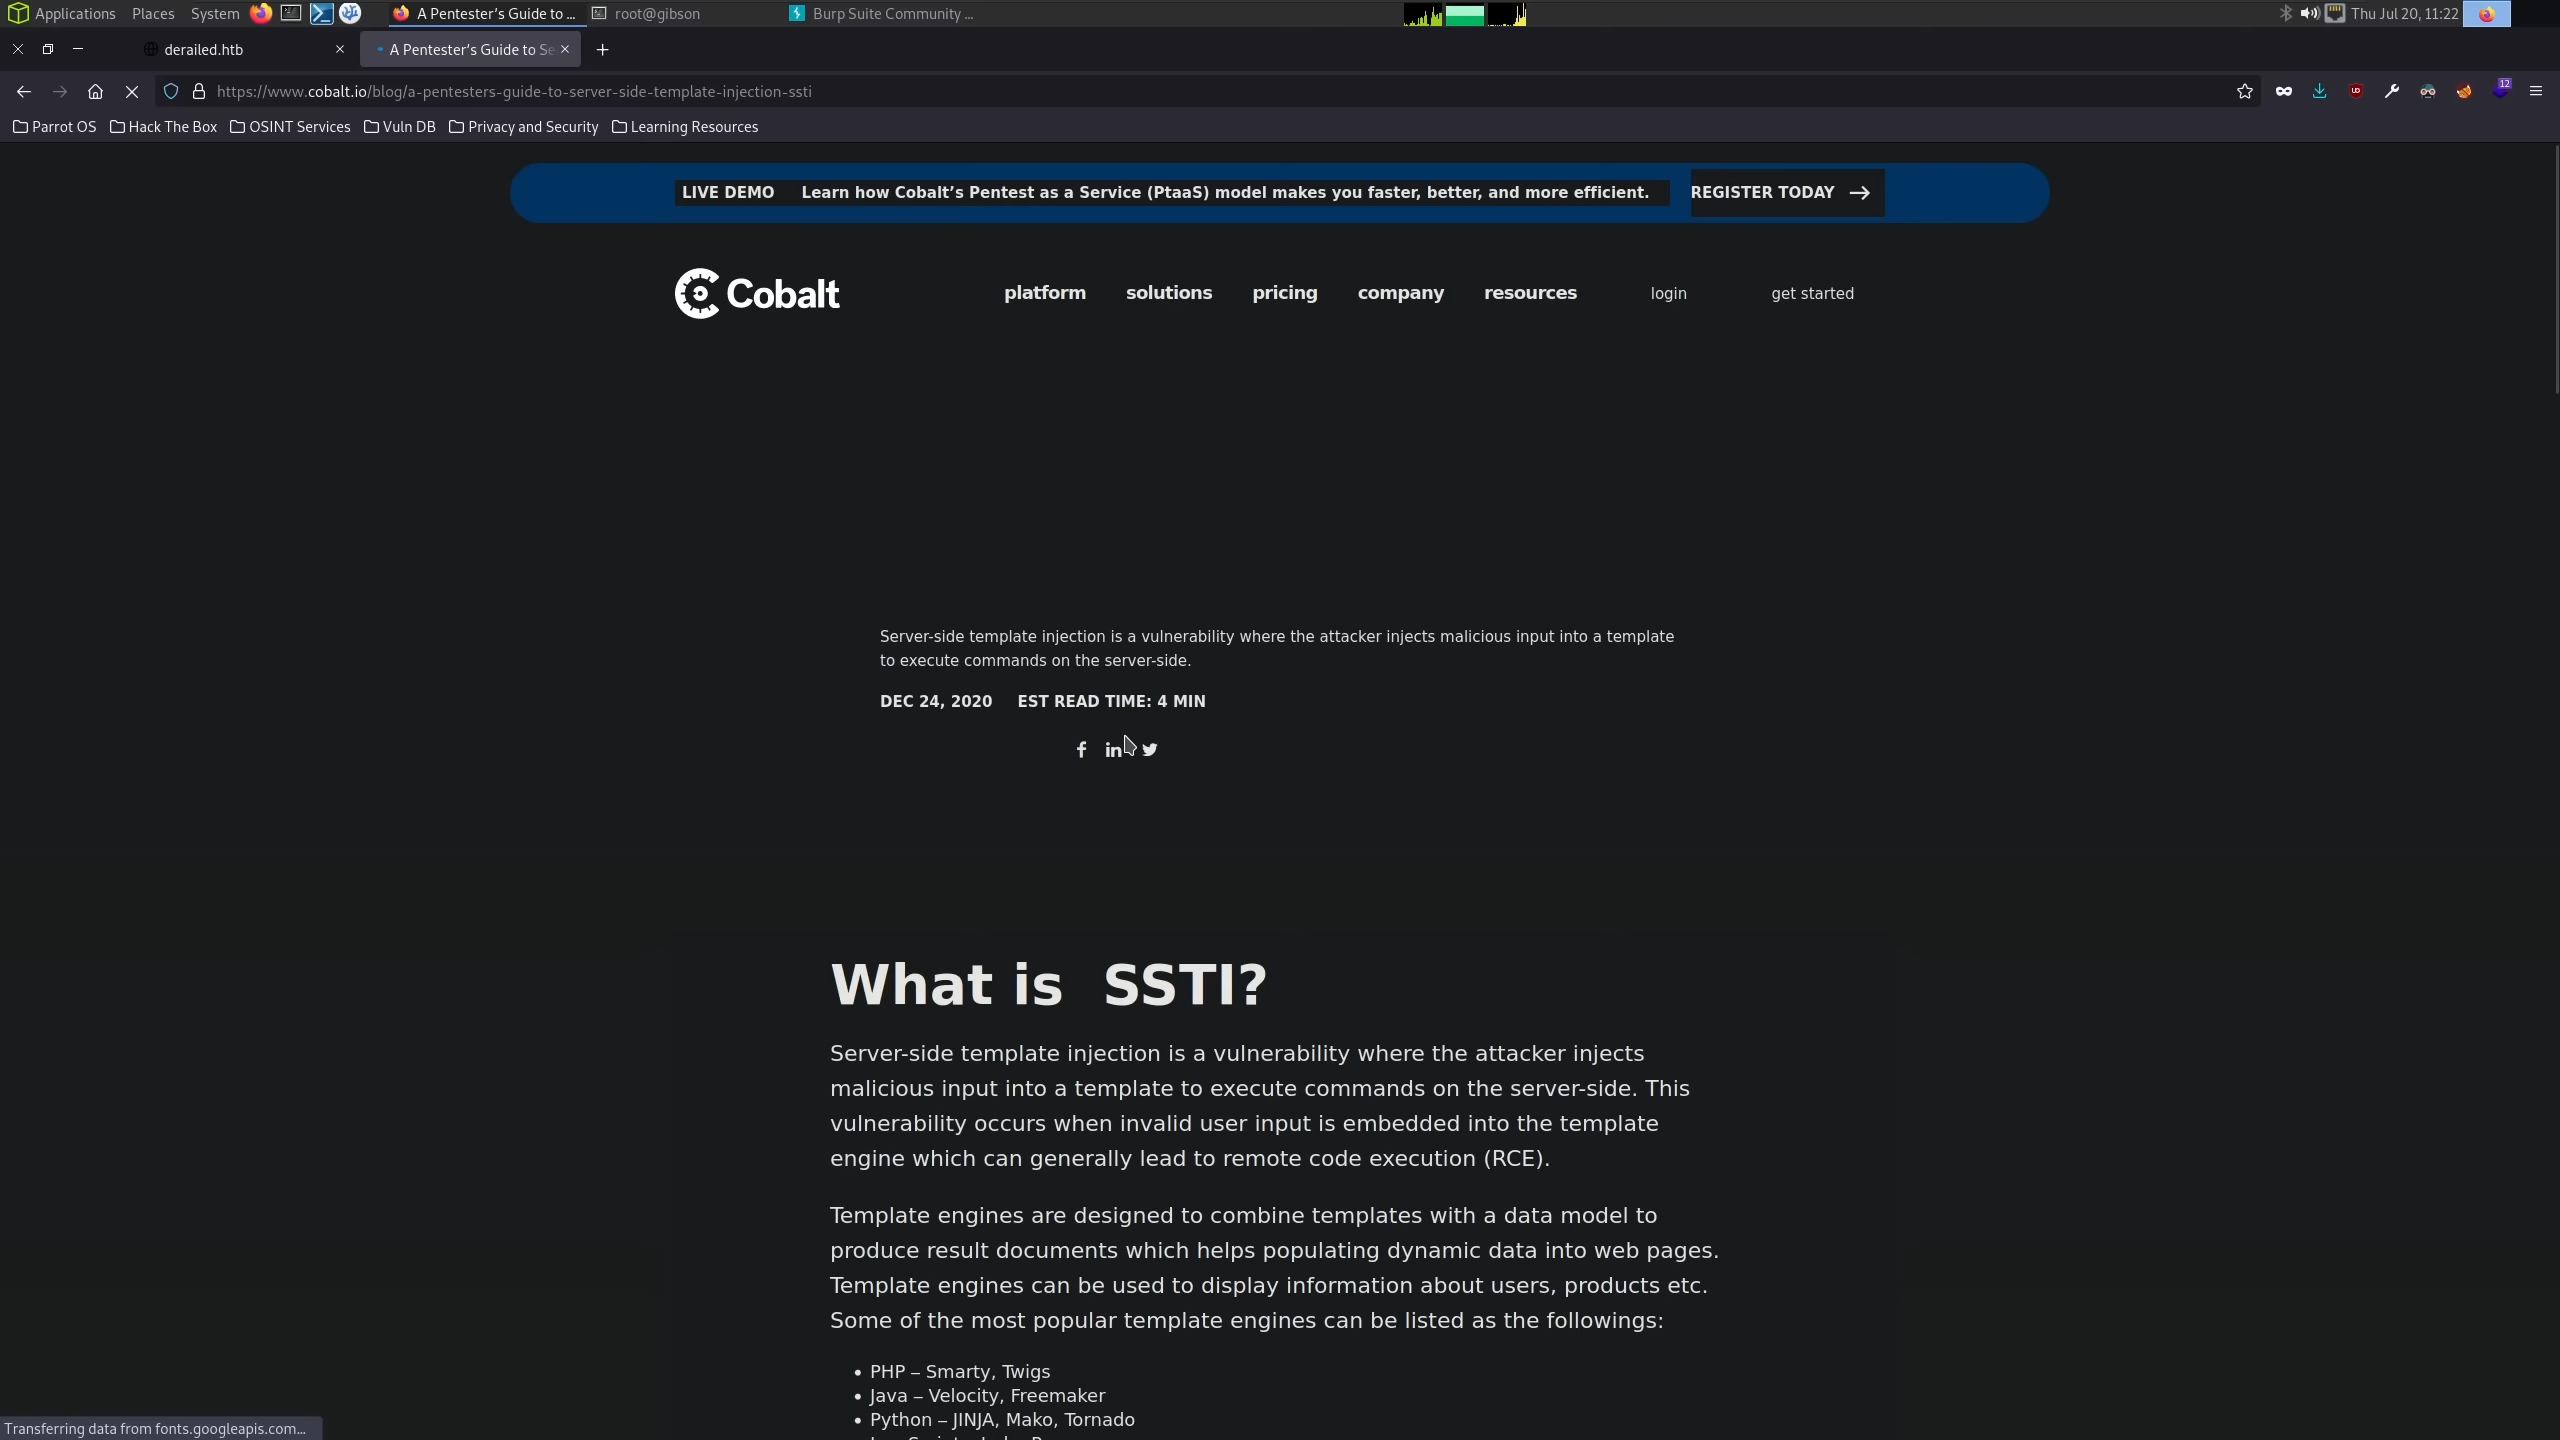 Applications Places System A Pentester's Guide to ... root@gibson Burp Suite Community ... Thu Jul 20, 11:22
derailed.htb A Pentester's Guide to Se
https://www.cobalt.io/blog/a-pentesters-guide-to-server-side-template-injection-ssti 12
Parrot OS Hack The Box OSINT Services Vuln DB Privacy and Security Learning Resources
LIVE DEMO Learn how Cobalt's Pentest as a Service (PtaaS) model makes you faster, better, and more efficient. REGISTER TODAY
Cobalt platform solutions pricing company resources login get started
Server-side template injection is a vulnerability where the attacker injects malicious input into a template
to execute commands on the server-side.
DEC 24, 2020 EST READ TIME: 4 MIN
What is SSTI?
Server-side template injection is a vulnerability where the attacker injects
malicious input into a template to execute commands on the server-side. This
vulnerability occurs when invalid user input is embedded into the template
engine which can generally lead to remote code execution (RCE).
Template engines are designed to combine templates with a data model to
produce result documents which helps populating dynamic data into web pages.
Template engines can be used to display information about users, products etc.
Some of the most popular template engines can be listed as the followings:
• PHP – Smarty, Twigs
• Java – Velocity, Freemaker
• Python – JINJA, Mako, Tornado
Transferring data from fonts.googleapis.com...